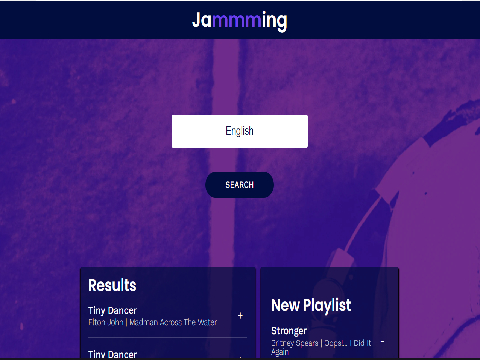 Jammming
English
SEARCH
Results
Tiny Dancer
Elton John | Madman Across The Water
+
Tiny Dancer
New Playlist
Stronger
Britney Spears | Oops!... I Did It
Again
-